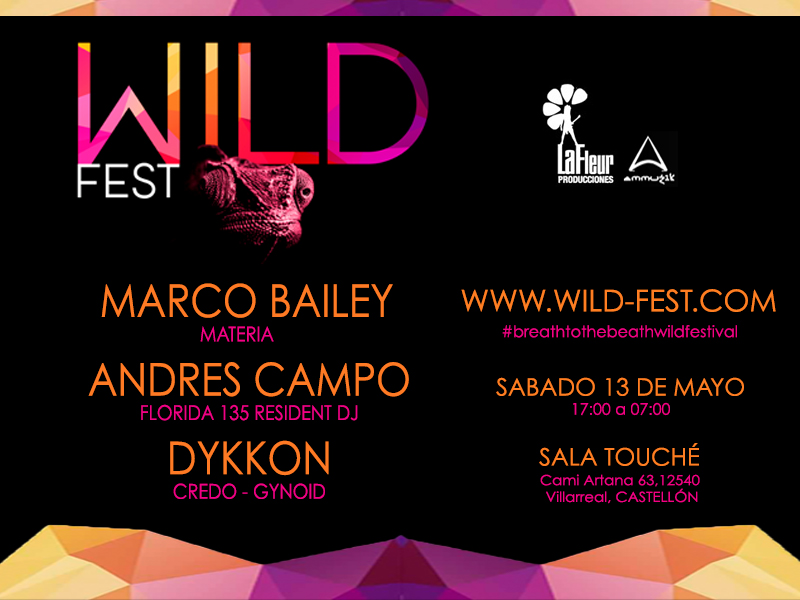 WILD
FEST
LaFleur
PRODUCCIONES
ammuzik
MARCO BAILEY
MATERIA
ANDRES CAMPO
FLORIDA 135 RESIDENT DJ
DYKKON
CREDO - GYNOID
WWW.WILD-FEST.COM
#breathtothebeathwildfestival
SABADO 13 DE MAYO
17:00 a 07:00
SALA TOUCHÉ
Cami Artana 63,12540
Villarreal, CASTELLÓN